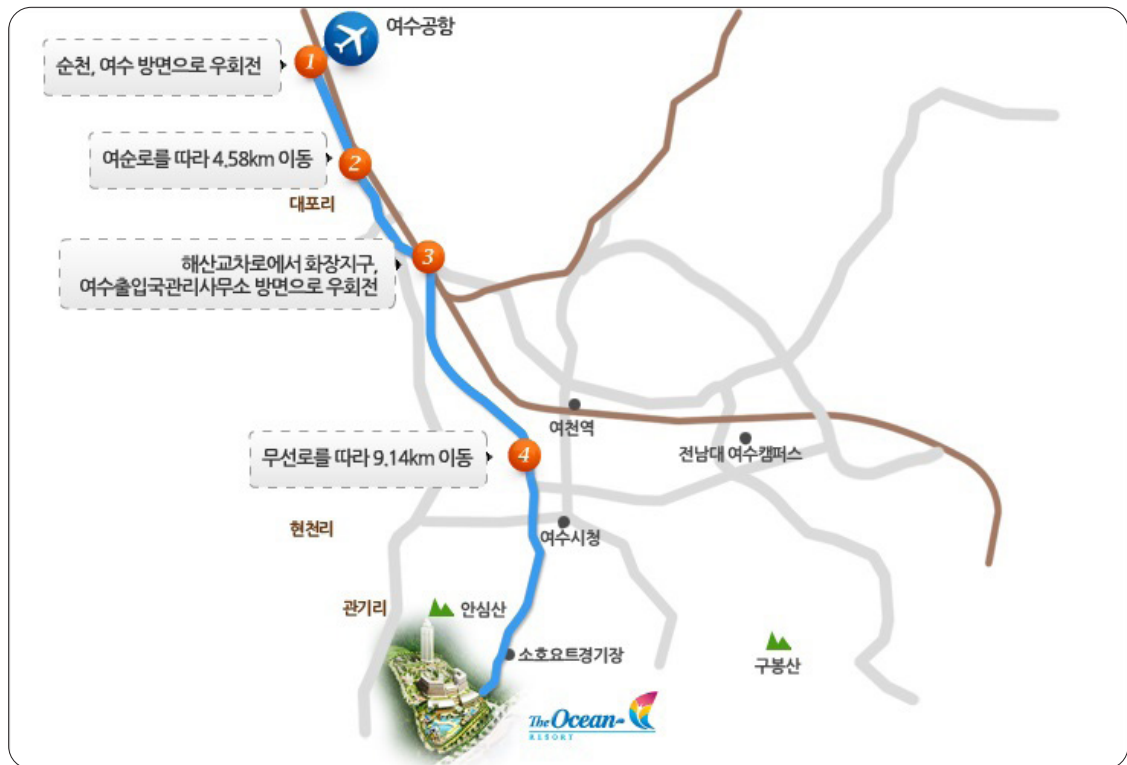 여수공항
1
순천, 여수 방면으로 우회전
2
여순로를 따라 4.58km 이동
대포리
3
해산교차로에서 화장지구,
여수출입국관리사무소 방면으로 우회전
여천역
전남대 여수캠퍼스
4
무선로를 따라 9.14km 이동
현천리
여수시청
관기리
안심산
소호요트경기장
구봉산
The Ocean
RESORT